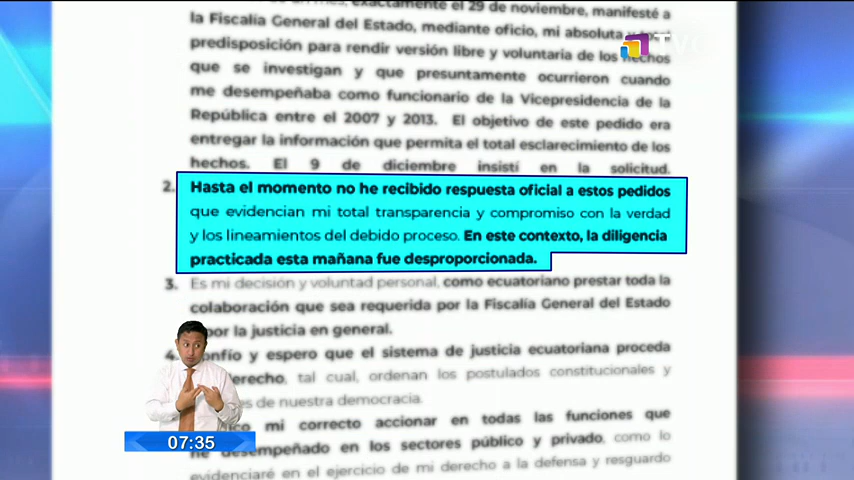 exactamente el 29 de noviembre, manifesté a
la Fiscalía General del Estado, mediante oficio, mi absoluta
predisposición para rendir versión libre y voluntaria de los hechos
que se investigan y que presuntamente ocurrieron cuando
me desempeñaba como funcionario de la Vicepresidencia de la
República entre el 2007 y 2013. El objetivo de este pedido era
entregar la información que permita el total esclarecimiento de los
hechos. El 9 de diciembre insistí en la solicitud.
2. Hasta el momento no he recibido respuesta oficial a estos pedidos
que evidencian mi total transparencia y compromiso con la verdad
y los lineamientos del debido proceso. En este contexto, la diligencia
practicada esta mañana fue desproporcionada.
3. Es mi decisión y voluntad personal, como ecuatoriano prestar toda la
colaboración que sea requerida por la Fiscalía General del Estado
por la justicia en general.
4. onfío y espero que el sistema de justicia ecuatoriana proceda
erecho, tal cual, ordenan los postulados constitucionales y
es de nuestra democracia.
ico mi correcto accionar en todas las funciones que
he desempeñado en los sectores público y privado, como lo
evidenciaré en el ejercicio de mi derecho a la defensa y resguardo
07:35